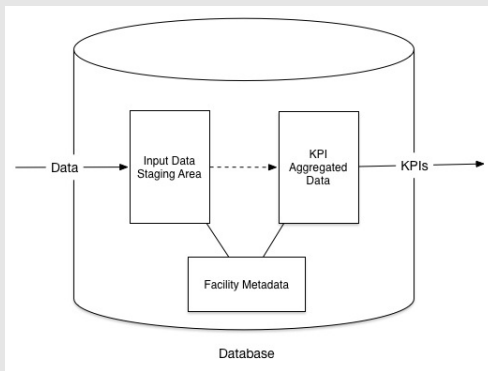 Data
Input Data
Staging Area
KPI
Aggregated
Data
KPIs
Facility Metadata
Database